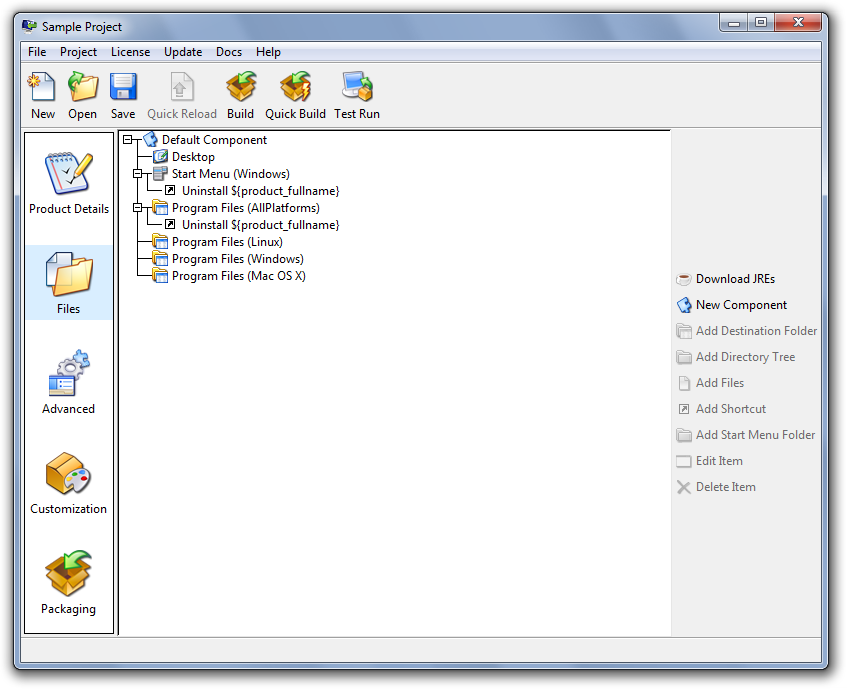 Sample Project
File Project License Update Docs Help
New Open Save Quick Reload Build Quick Build Test Run
Product Details
Files
Advanced
Customization
Packaging
Default Component
Desktop
Start Menu (Windows)
Uninstall ${product_fullname}
Program Files (AllPlatforms)
Uninstall ${product_fullname}
Program Files (Linux)
Program Files (Windows)
Program Files (Mac OS X)
Download JREs
New Component
Add Destination Folder
Add Directory Tree
Add Files
Add Shortcut
Add Start Menu Folder
Edit Item
Delete Item